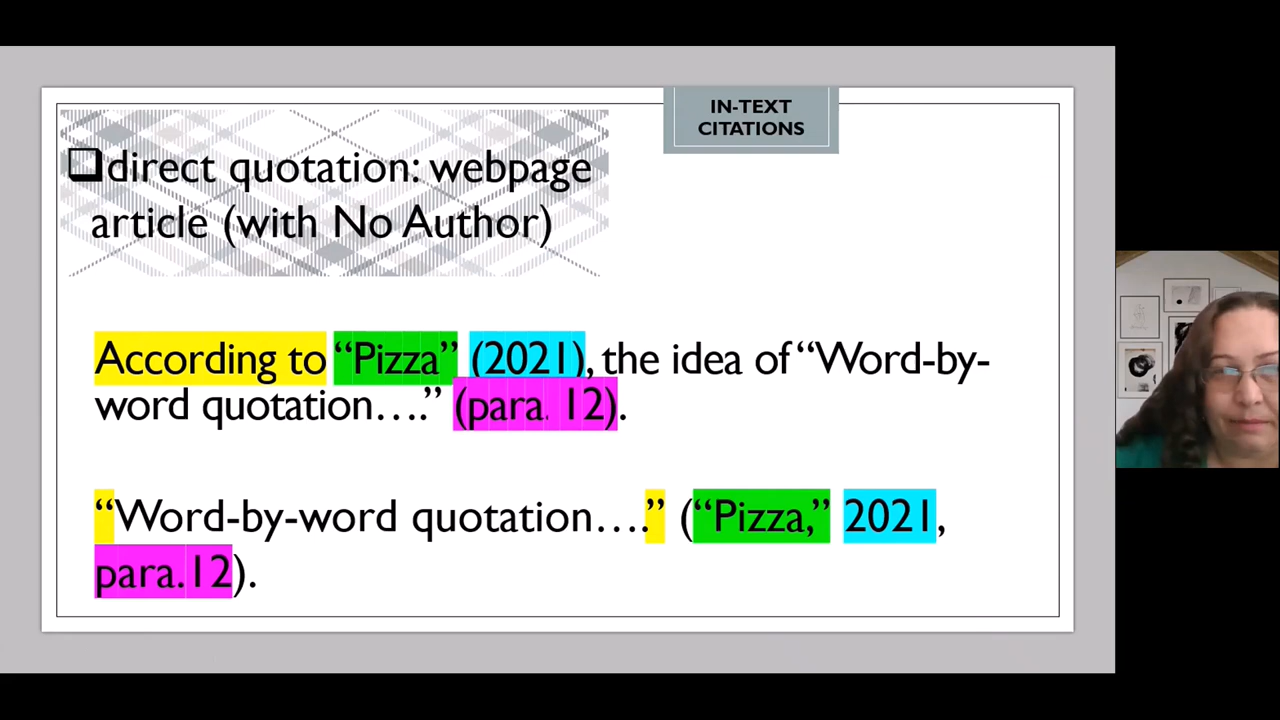 IN-TEXT
CITATIONS
❑direct quotation: webpage
article (with No Author)
According to “Pizza” (2021), the idea of “Word-by-
word quotation….” (para. 12).
“Word-by-word quotation….” (“Pizza,” 2021,
para.12).